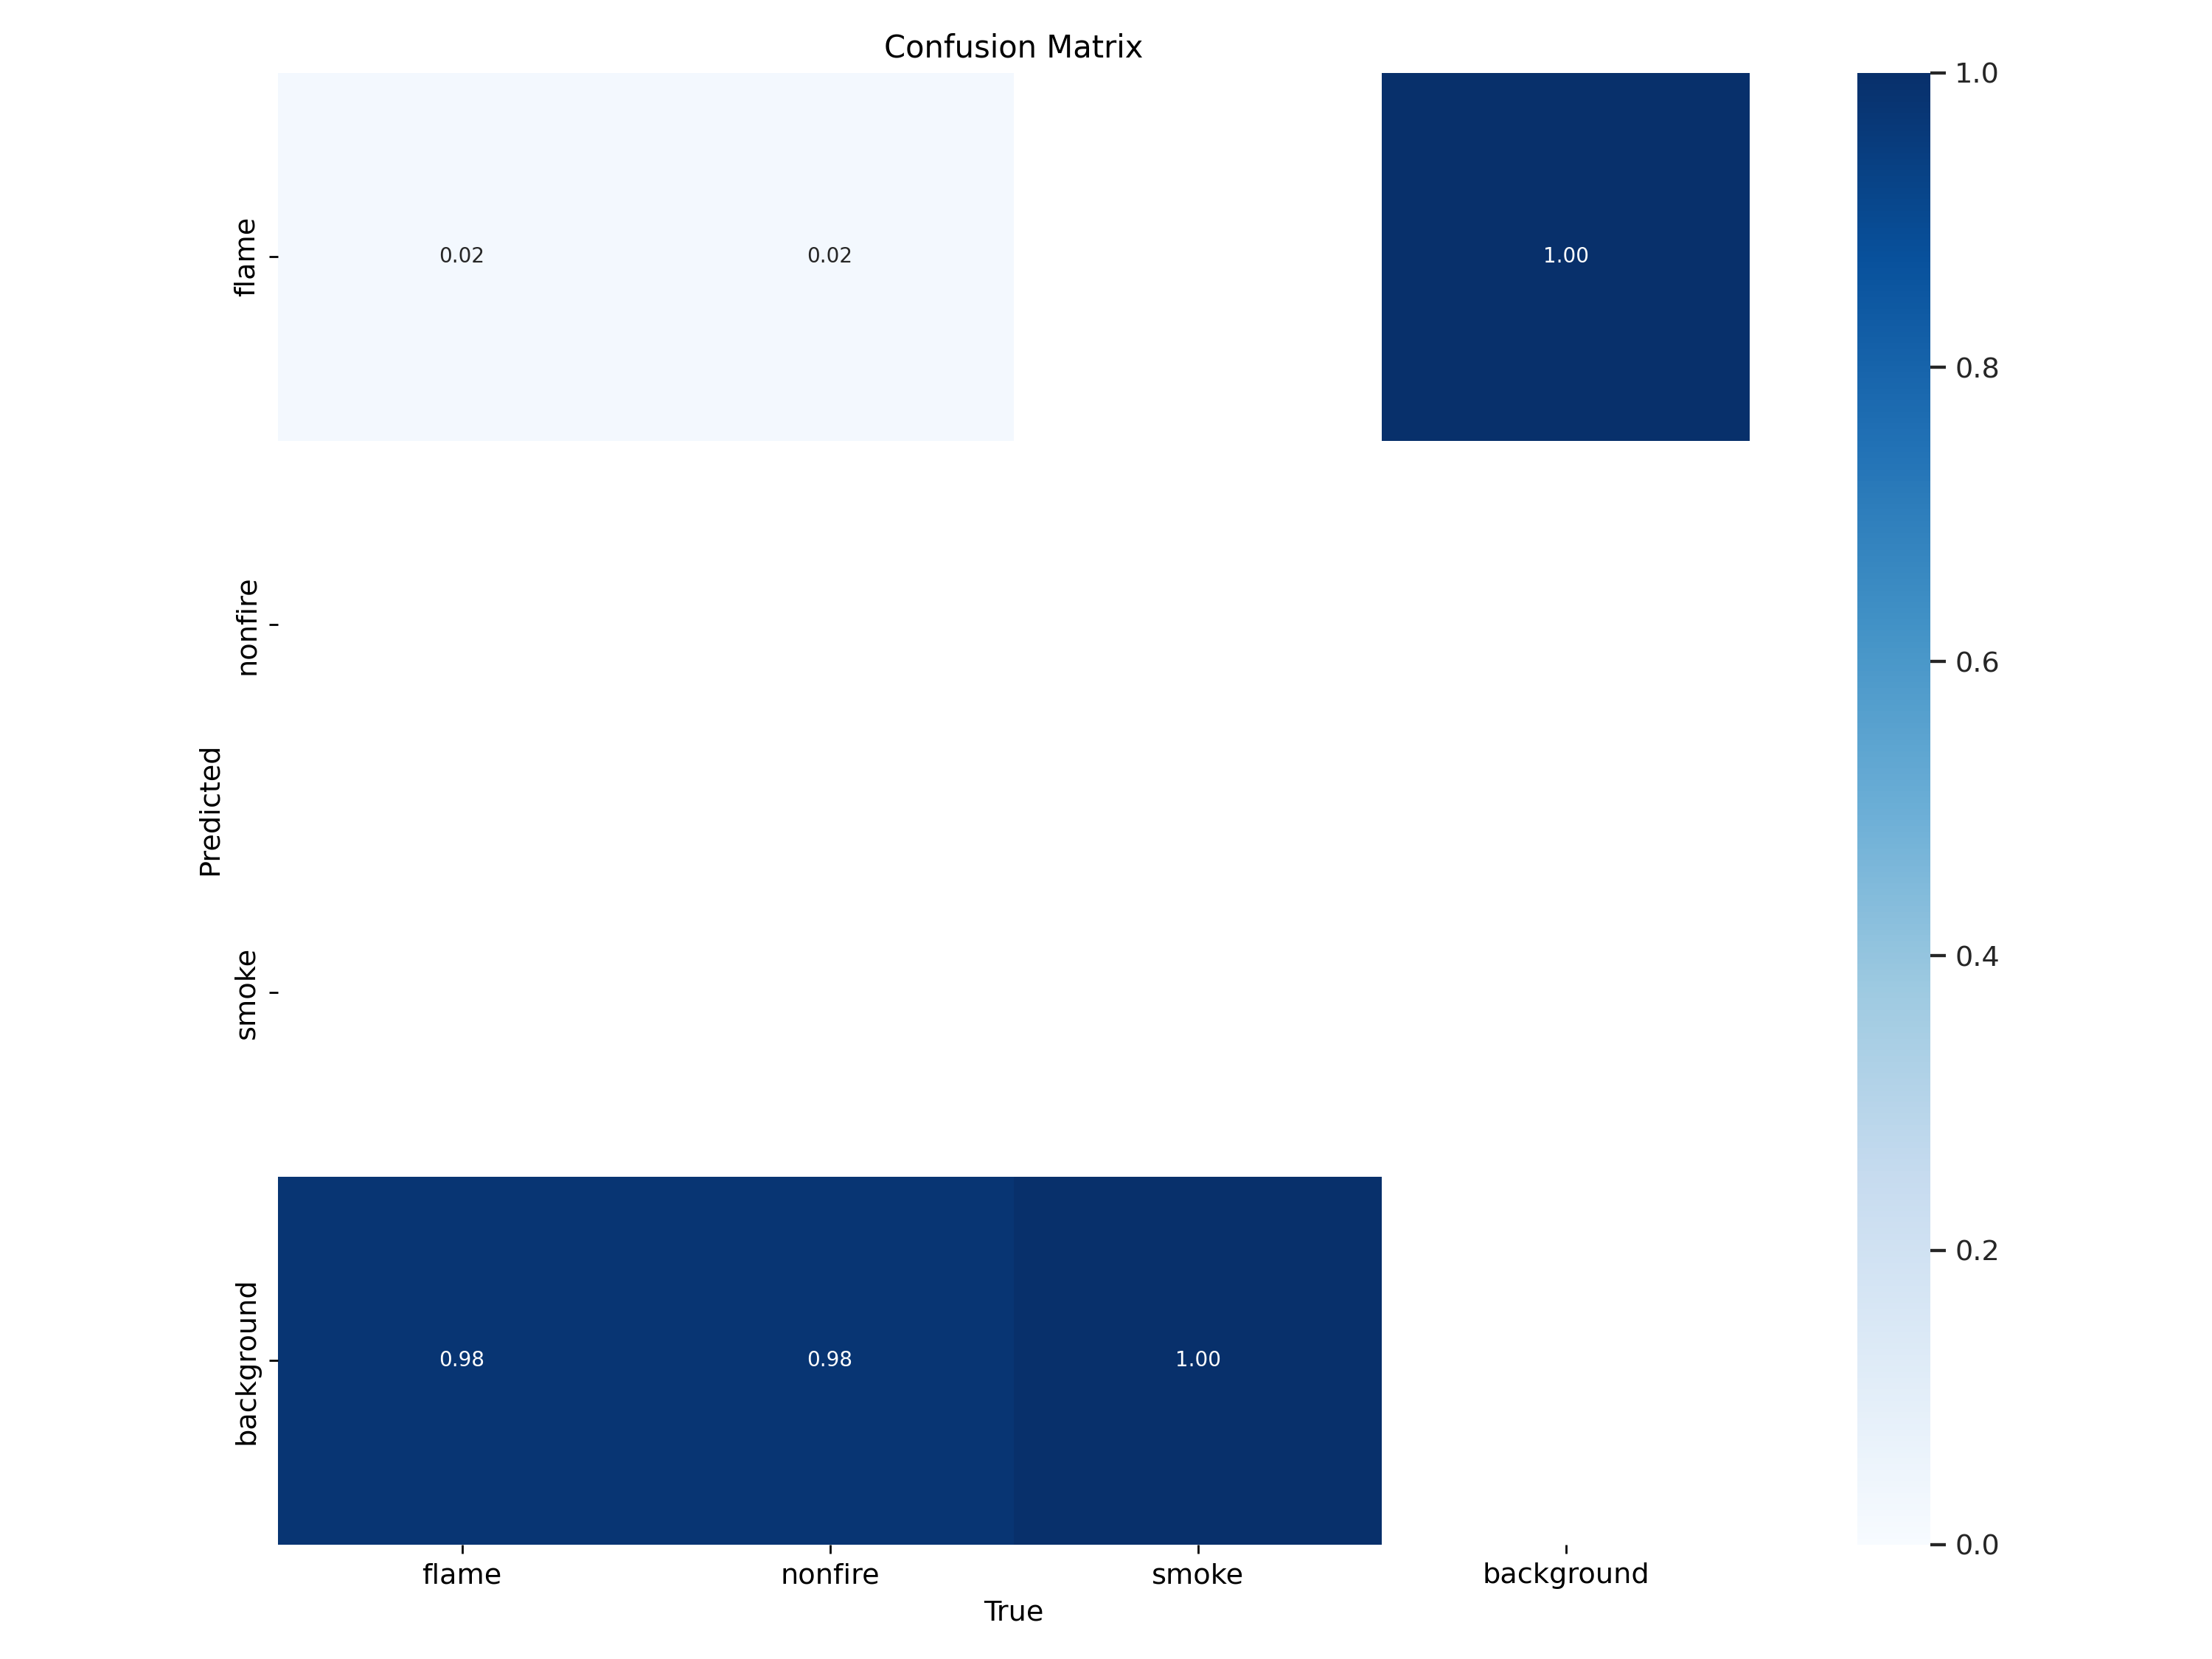 Confusion Matrix
1.0
flame
0.02
0.02
1.00
0.8
nonfire
0.6
Predicted
smoke
0.4
background
0.98
0.98
1.00
0.2
0.0
flame
nonfire
smoke
background
True